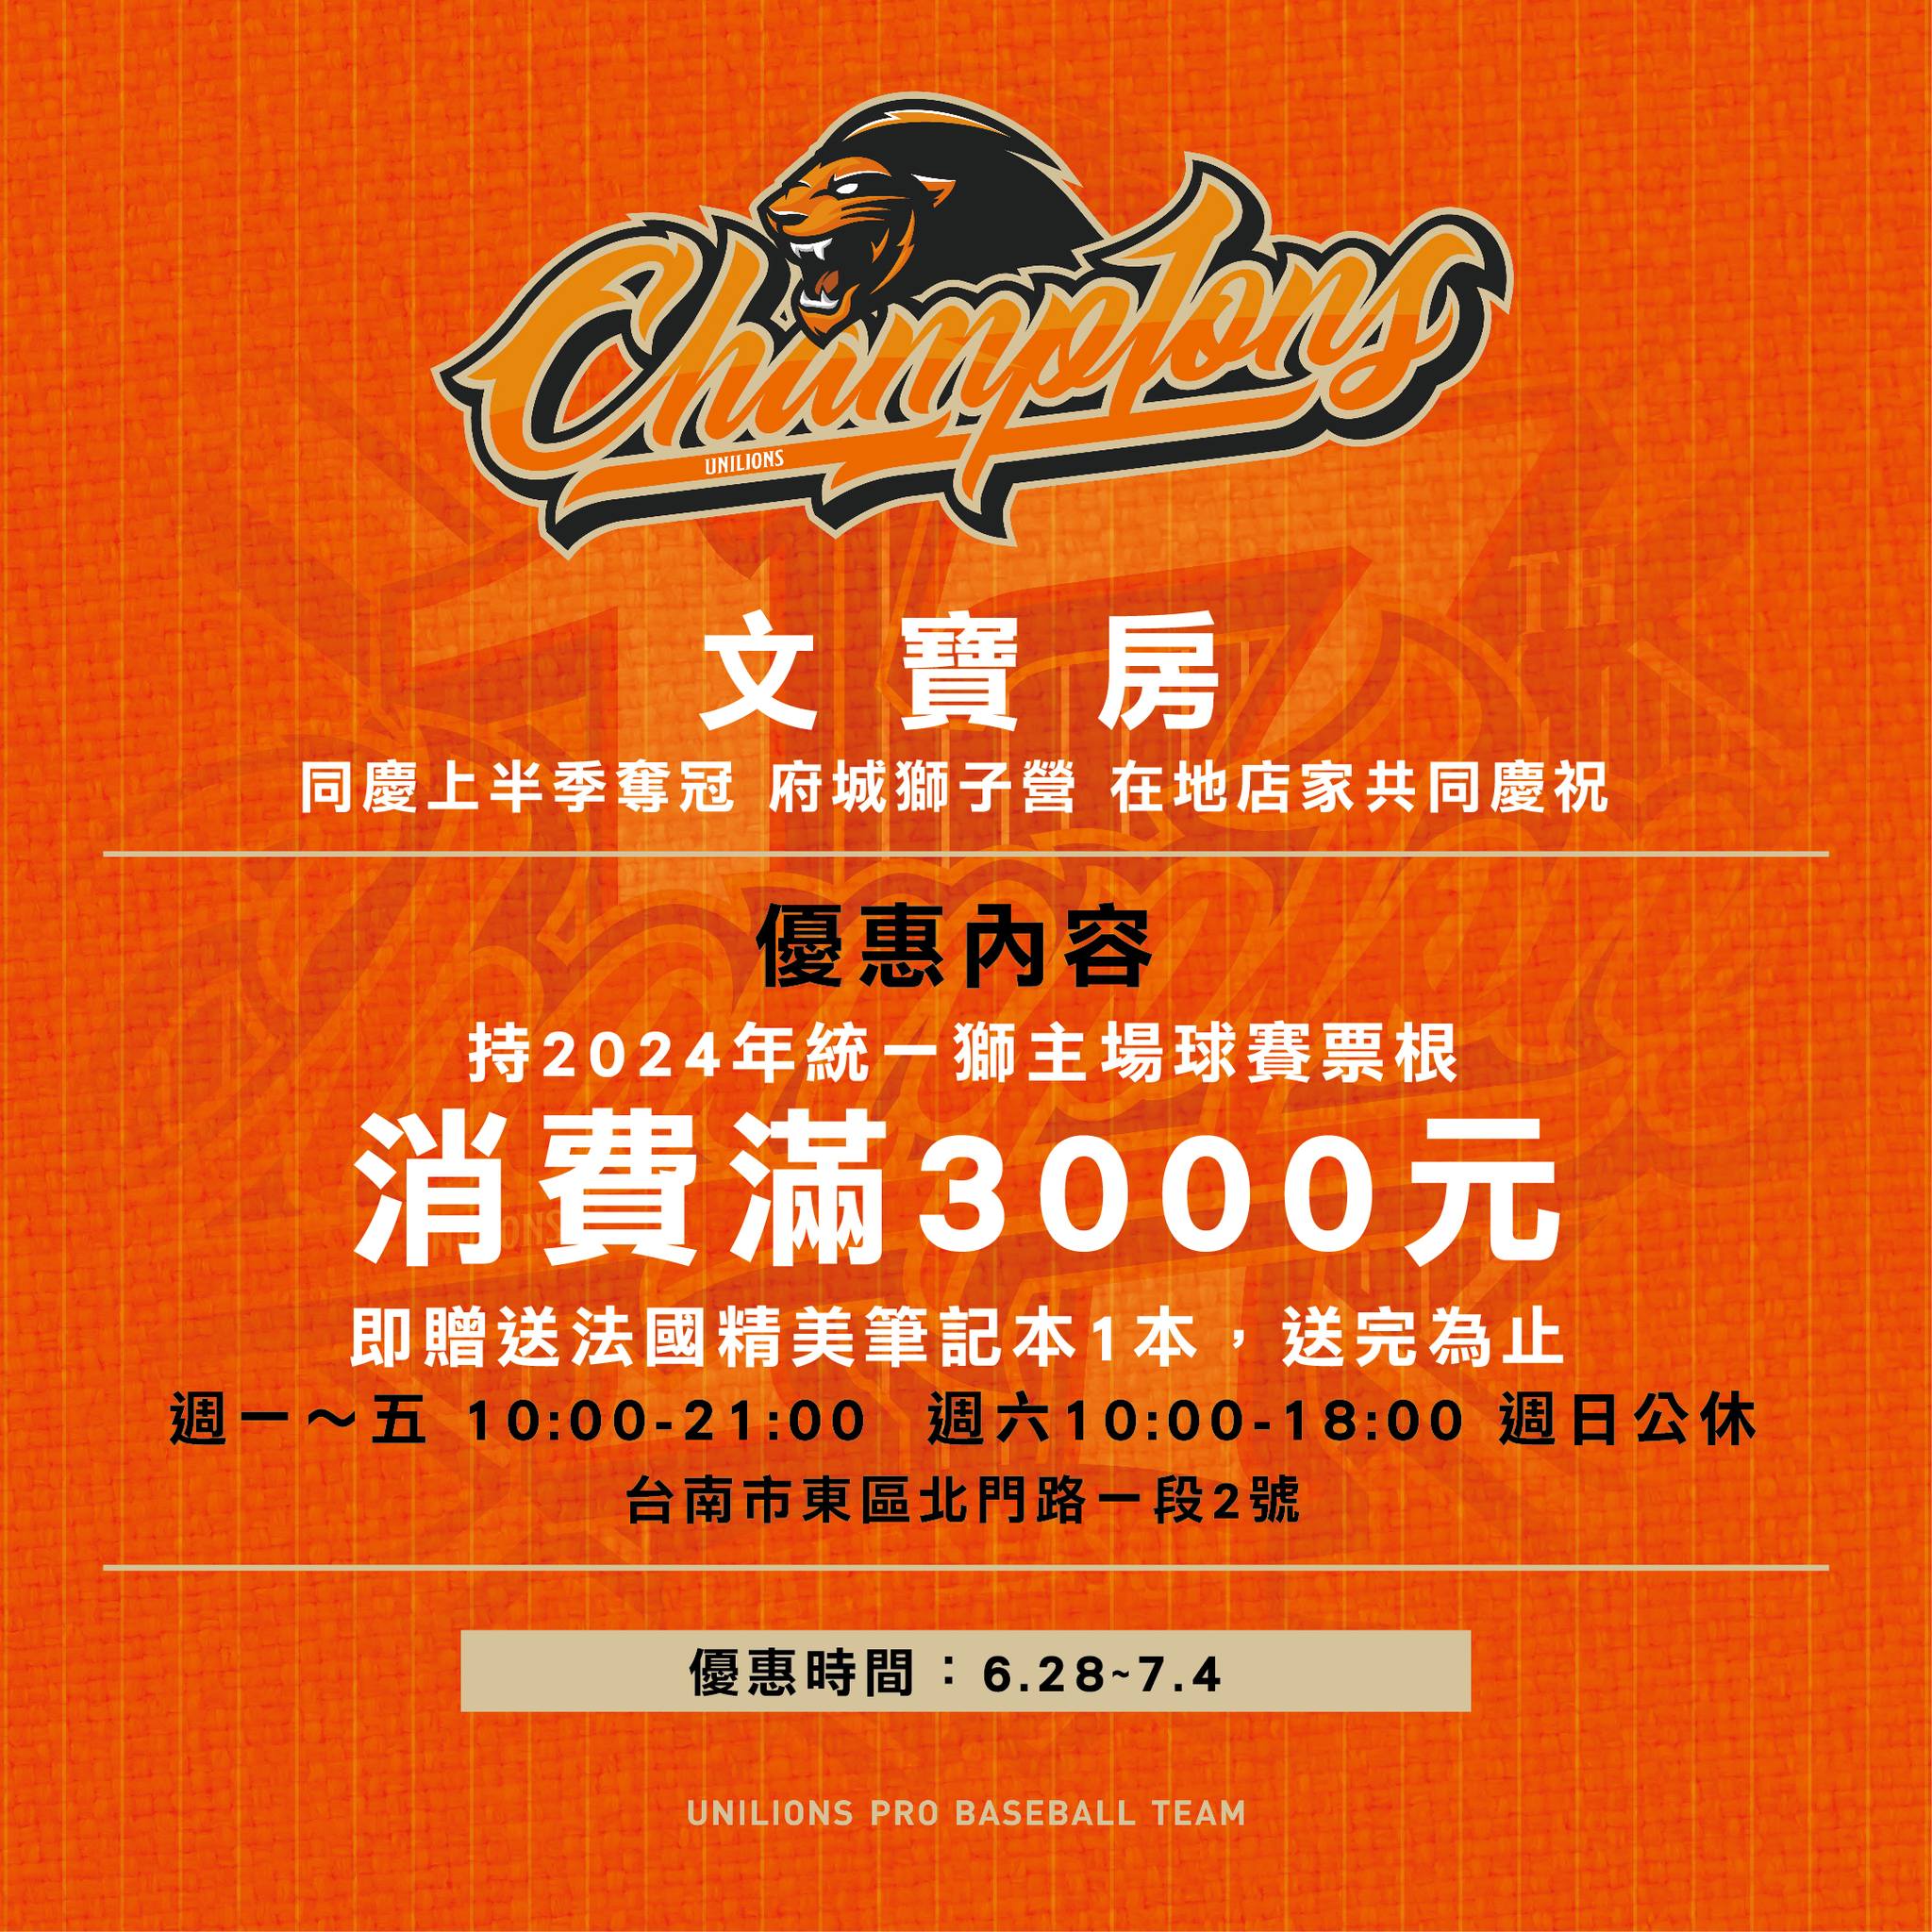 Champ1ons
UNILIONS
文寶房
同慶上半季奪冠 府城獅子營 在地店家共同慶祝
優惠內容
持2024年統一獅主場球賽票根
消費滿3000元
即贈送法國精美筆記本1本，送完為止
週一～五 10:00-21:00 週六10:00-18:00 週日公休
台南市東區北門路一段2號
優惠時間：6.28~7.4
UNILIONS PRO BASEBALL TEAM